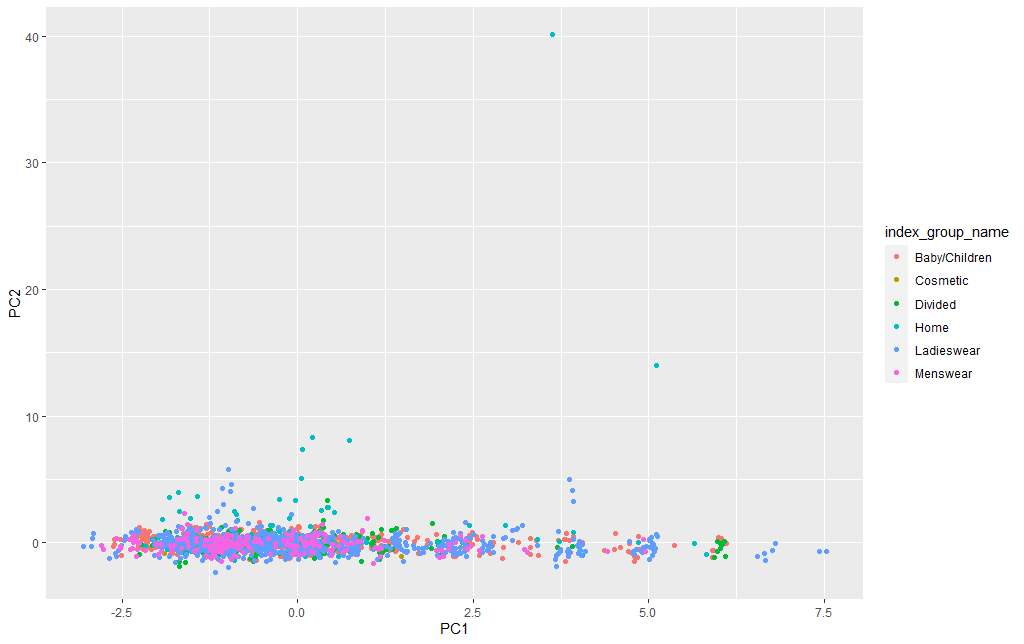 40
30
20
10
0
PC2
-2.5
0.0
2.5
5.0
7.5
PC1
index_group_name
Baby/Children
Cosmetic
Divided
Home
Ladieswear
Menswear